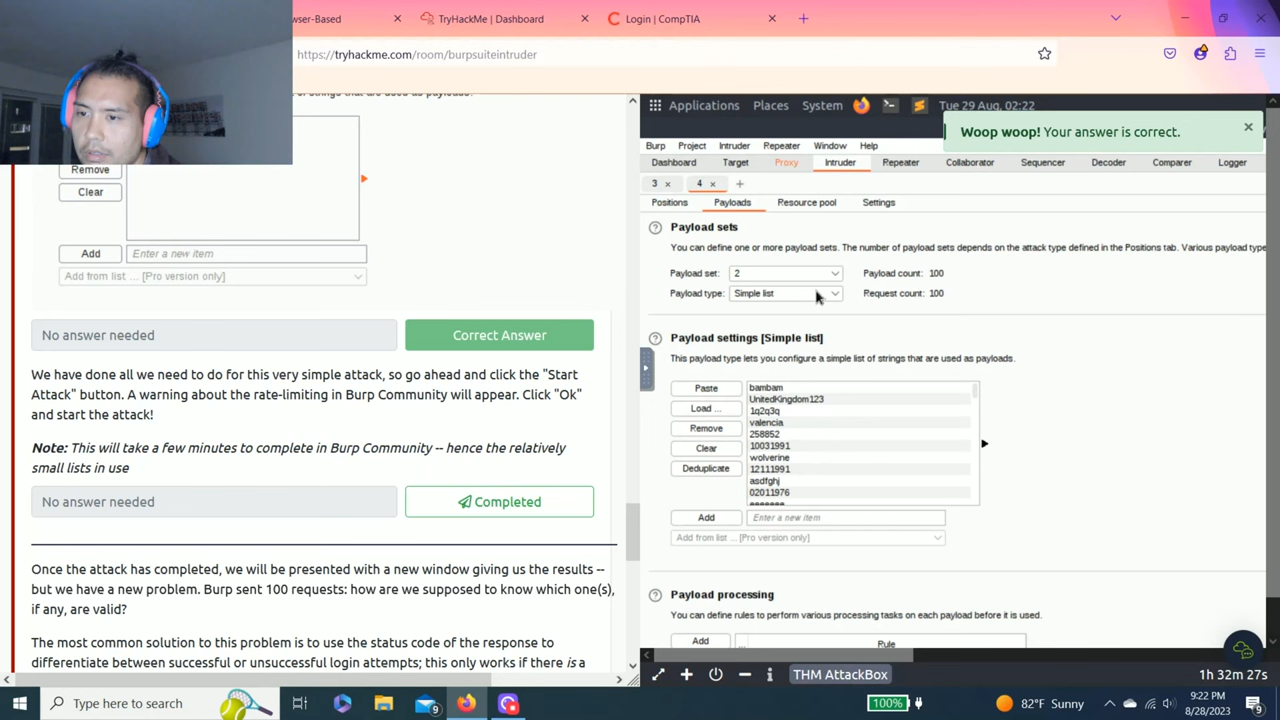 wser-Based
TryHackMe | Dashboard
Login | CompTIA
https://tryhackme.com/room/burpsuiteintruder
of strings that are used as payloads.
Remove
Clear
Add Enter a new item
Add from list ... [Pro version only]
No answer needed Correct Answer
We have done all we need to do for this very simple attack, so go ahead and click the "Start
Attack" button. A warning about the rate-limiting in Burp Community will appear. Click "Ok"
and start the attack!
Note: This will take a few minutes to complete in Burp Community -- hence the relatively
small lists in use
No answer needed Completed
Once the attack has completed, we will be presented with a new window giving us the results --
but we have a new problem. Burp sent 100 requests: how are we supposed to know which one(s),
if any, are valid?
The most common solution to this problem is to use the status code of the response to
differentiate between successful or unsuccessful login attempts; this only works if there is a
Applications Places System Tue 29 Aug, 02:22
Woop woop! Your answer is correct.
Burp Project Intruder Repeater Window Help
Dashboard Target Proxy Intruder Repeater Collaborator Sequencer Decoder Comparer Logger
3 × 4 × +
Positions Payloads Resource pool Settings
Payload sets
You can define one or more payload sets. The number of payload sets depends on the attack type defined in the Positions tab. Various payload type
Payload set: 2 Payload count: 100
Payload type: Simple list Request count: 100
Payload settings [Simple list]
This payload type lets you configure a simple list of strings that are used as payloads.
Paste
Load ...
Remove
Clear
Deduplicate
bambam
UnitedKingdom123
1q2q3q
valencia
258852
10031991
wolverine
12111991
asdfghj
02011976
Add Enter a new item
Add from list ... [Pro version only]
Payload processing
You can define rules to perform various processing tasks on each payload before it is used.
Add ... Rule
THM AttackBox 1h 32m 27s
Type here to search
9
100%
82°F Sunny
9:22 PM
8/28/2023
9